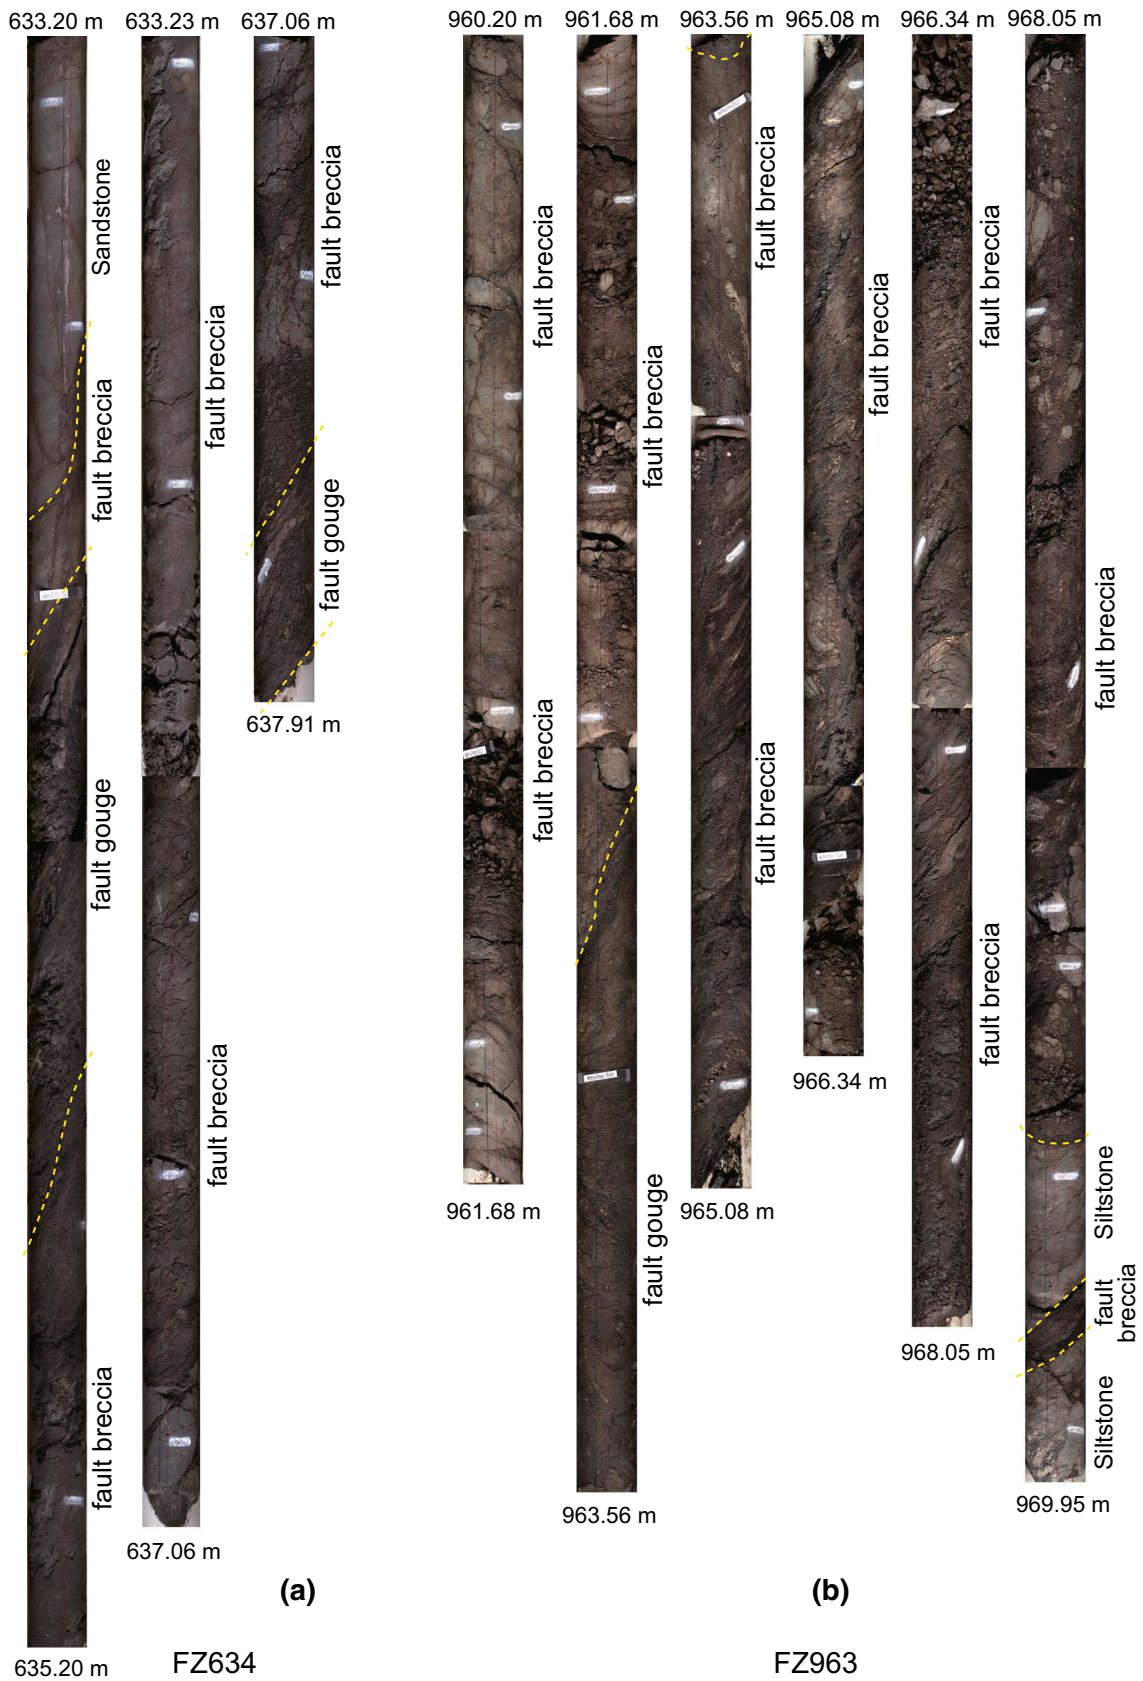 633.20 m
633.23 m
637.06 m
960.20 m
961.68 m
963.56 m
965.08 m
966.34 m
968.05 m
Sandstone
fault breccia
fault gouge
fault breccia
635.20 m
fault breccia
fault breccia
637.06 m
fault breccia
fault gouge
637.91 m
(a)
FZ634
fault breccia
fault breccia
961.68 m
fault breccia
fault gouge
963.56 m
fault breccia
fault breccia
965.08 m
fault breccia
966.34 m
fault breccia
fault breccia
968.05 m
fault breccia
Siltstone
fault
breccia
Siltstone
969.95 m
(b)
FZ963